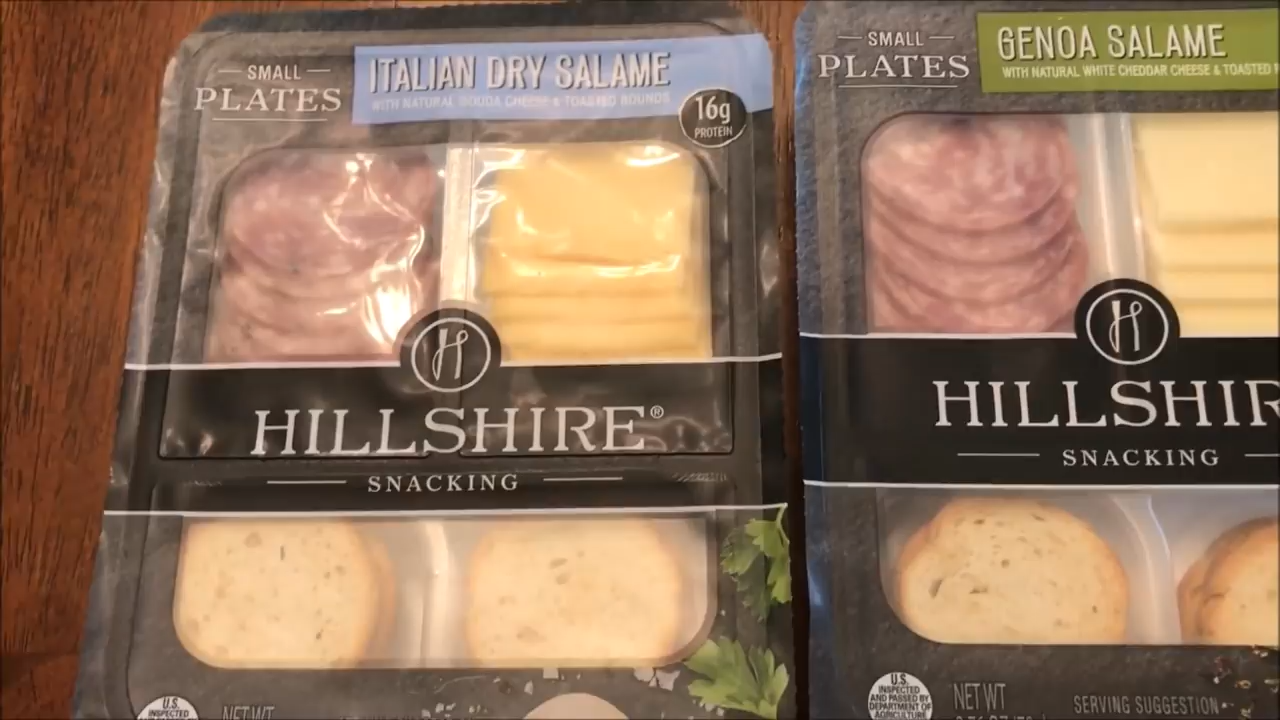 SMALL
PLATES
ITALIAN DRY SALAME
WITH NATURAL GOUDA CHEESE & TOASTED ROUNDS
16g
PROTEIN
HILLSHIRE®
SNACKING
U.S.
INSPECTED
NET WT
SMALL
PLATES
GENOA SALAME
WITH NATURAL WHITE CHEDDAR CHEESE & TOASTED
HILLSHIR
SNACKING
U.S.
INSPECTED
AND PASSED BY
DEPARTMENT OF
AGRICULTURE
NET WT
SERVING SUGGESTION